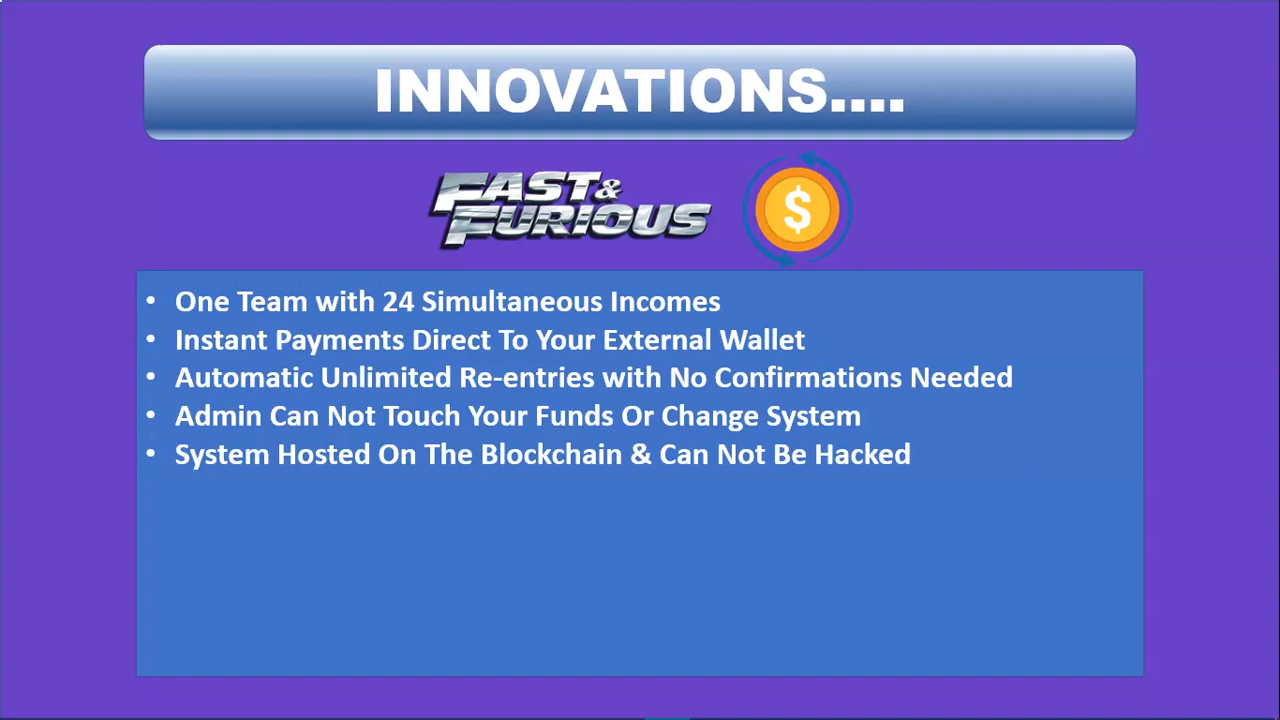 INNOVATIONS....
FAST &
FURIOUS
$
• One Team with 24 Simultaneous Incomes
• Instant Payments Direct To Your External Wallet
• Automatic Unlimited Re-entries with No Confirmations Needed
• Admin Can Not Touch Your Funds Or Change System
• System Hosted On The Blockchain & Can Not Be Hacked